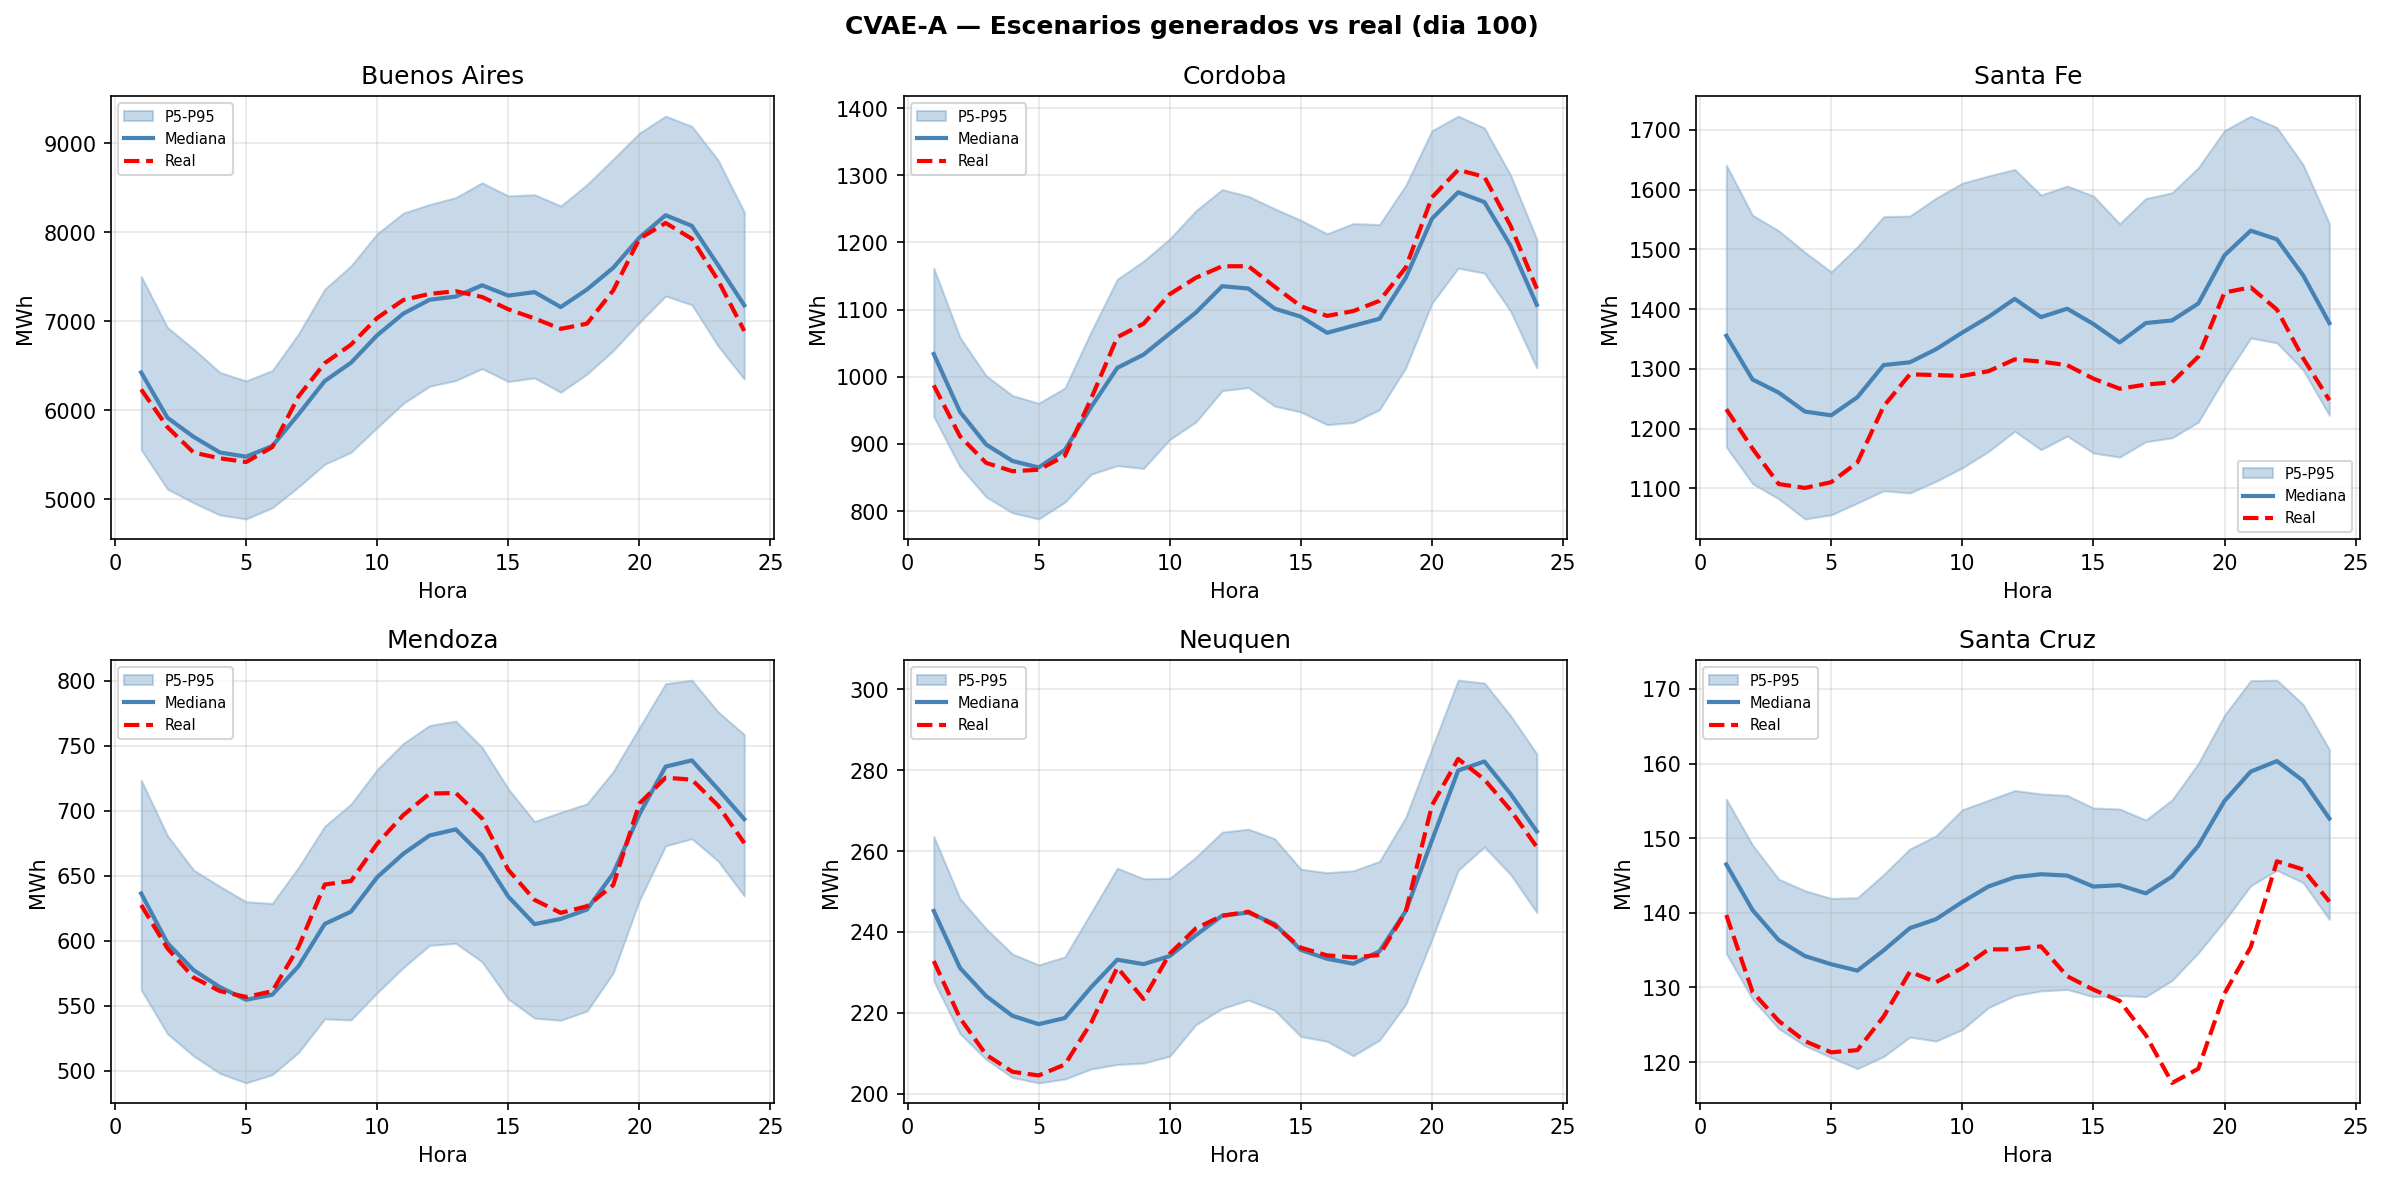 CVAE-A — Escenarios generados vs real (dia 100)
Buenos Aires
P5-P95
Mediana
Real
9000
8000
7000
6000
5000
MWh
0 5 10 15 20 25
Hora
Cordoba
P5-P95
Mediana
Real
1400
1300
1200
1100
1000
900
800
MWh
0 5 10 15 20 25
Hora
Santa Fe
1700
1600
1500
1400
1300
1200
1100
MWh
P5-P95
Mediana
Real
0 5 10 15 20 25
Hora
Mendoza
P5-P95
Mediana
Real
800
750
700
650
600
550
500
MWh
0 5 10 15 20 25
Hora
Neuquen
P5-P95
Mediana
Real
300
280
260
240
220
200
MWh
0 5 10 15 20 25
Hora
Santa Cruz
P5-P95
Mediana
Real
170
160
150
140
130
120
MWh
0 5 10 15 20 25
Hora